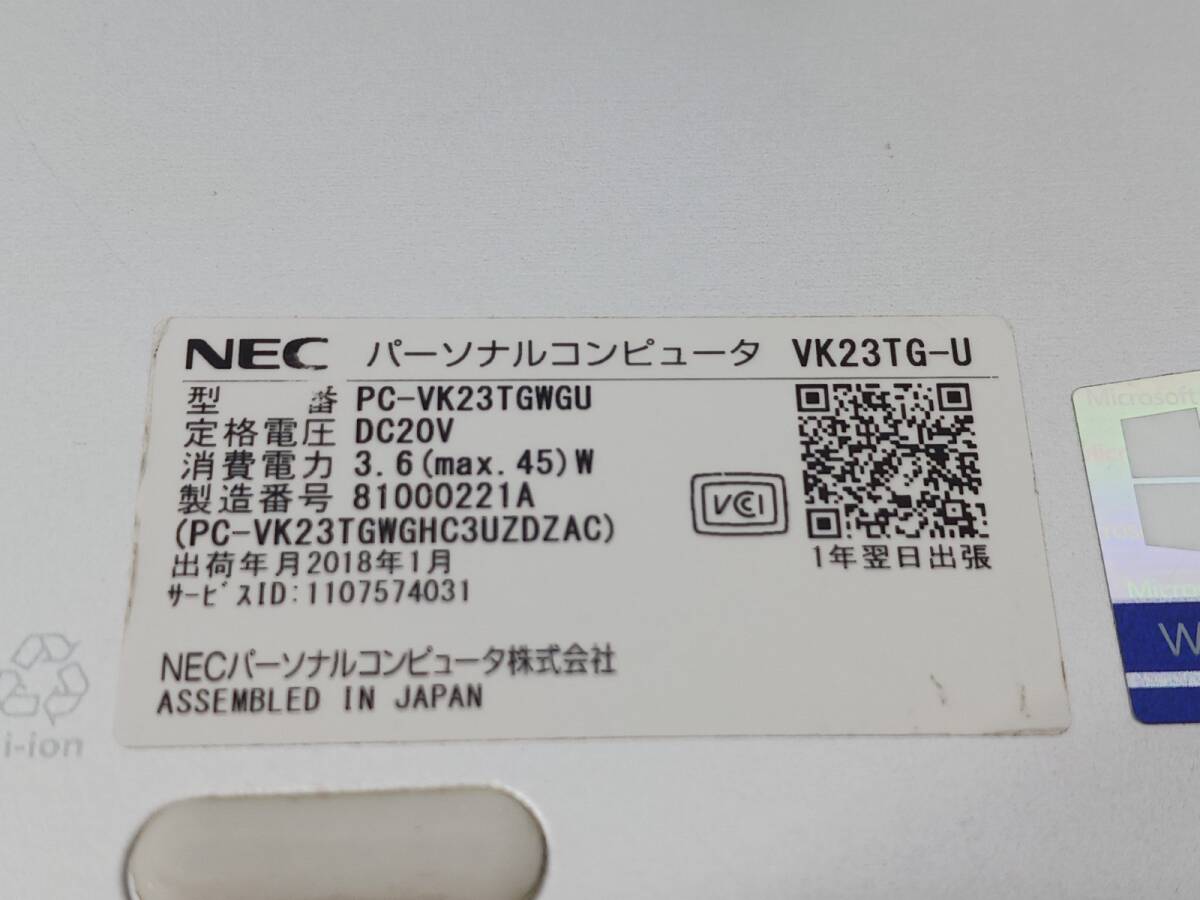 NEC パーソナルコンピュータ VK23TG-U
型番 PC-VK23TGWGU
定格電圧 DC20V
消費電力 3.6(max.45)W
製造番号 81000221A
(PC-VK23TGWGHC3UZDZAC)
出荷年月2018年1月
サービスID:1107574031
VCCI
1年翌日出張
NECパーソナルコンピュータ株式会社
ASSEMBLED IN JAPAN
i-ion
Microsoft
W